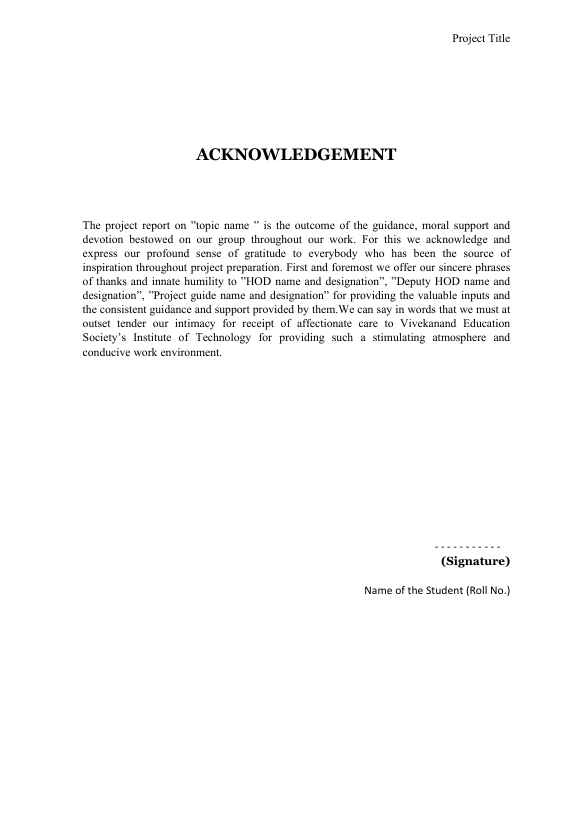 Project Title
ACKNOWLEDGEMENT
The project report on ”topic name ” is the outcome of the guidance, moral support and
devotion bestowed on our group throughout our work. For this we acknowledge and
express our profound sense of gratitude to everybody who has been the source of
inspiration throughout project preparation. First and foremost we offer our sincere phrases
of thanks and innate humility to ”HOD name and designation”, ”Deputy HOD name and
designation”, ”Project guide name and designation” for providing the valuable inputs and
the consistent guidance and support provided by them.We can say in words that we must at
outset tender our intimacy for receipt of affectionate care to Vivekanand Education
Society’s Institute of Technology for providing such a stimulating atmosphere and
conducive work environment.
- - - - - - - - - - -
(Signature)
Name of the Student (Roll No.)